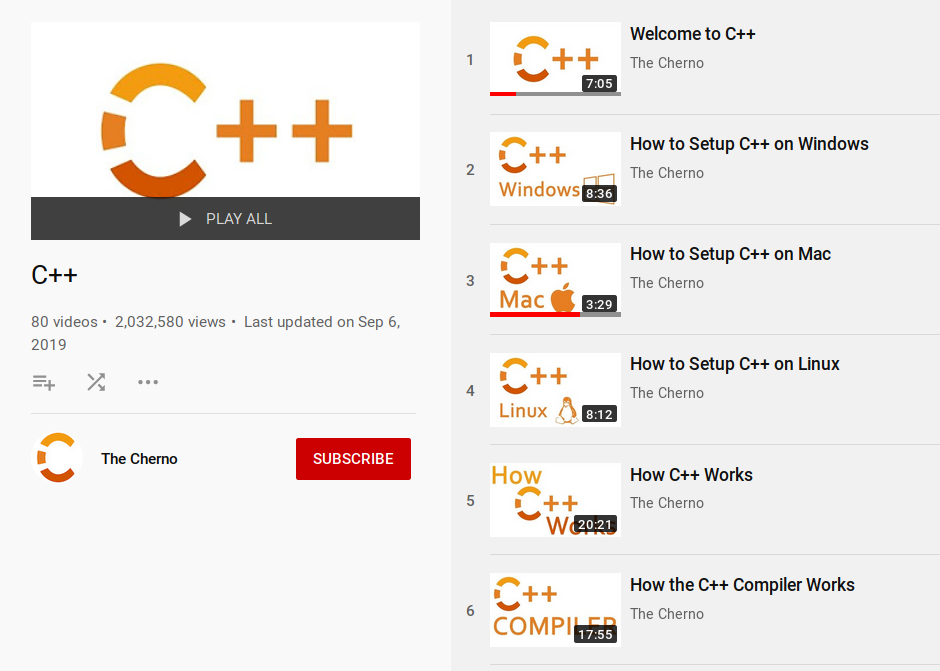 C++
PLAY ALL
C++
80 videos • 2,032,580 views • Last updated on Sep 6,
2019
The Cherno
SUBSCRIBE
1
C++
7:05
Welcome to C++
The Cherno
2
C++
Windows
8:36
How to Setup C++ on Windows
The Cherno
3
C++
Mac
3:29
How to Setup C++ on Mac
The Cherno
4
C++
Linux
8:12
How to Setup C++ on Linux
The Cherno
5
How
C++
Works
20:21
How C++ Works
The Cherno
6
C++
COMPILER
17:55
How the C++ Compiler Works
The Cherno